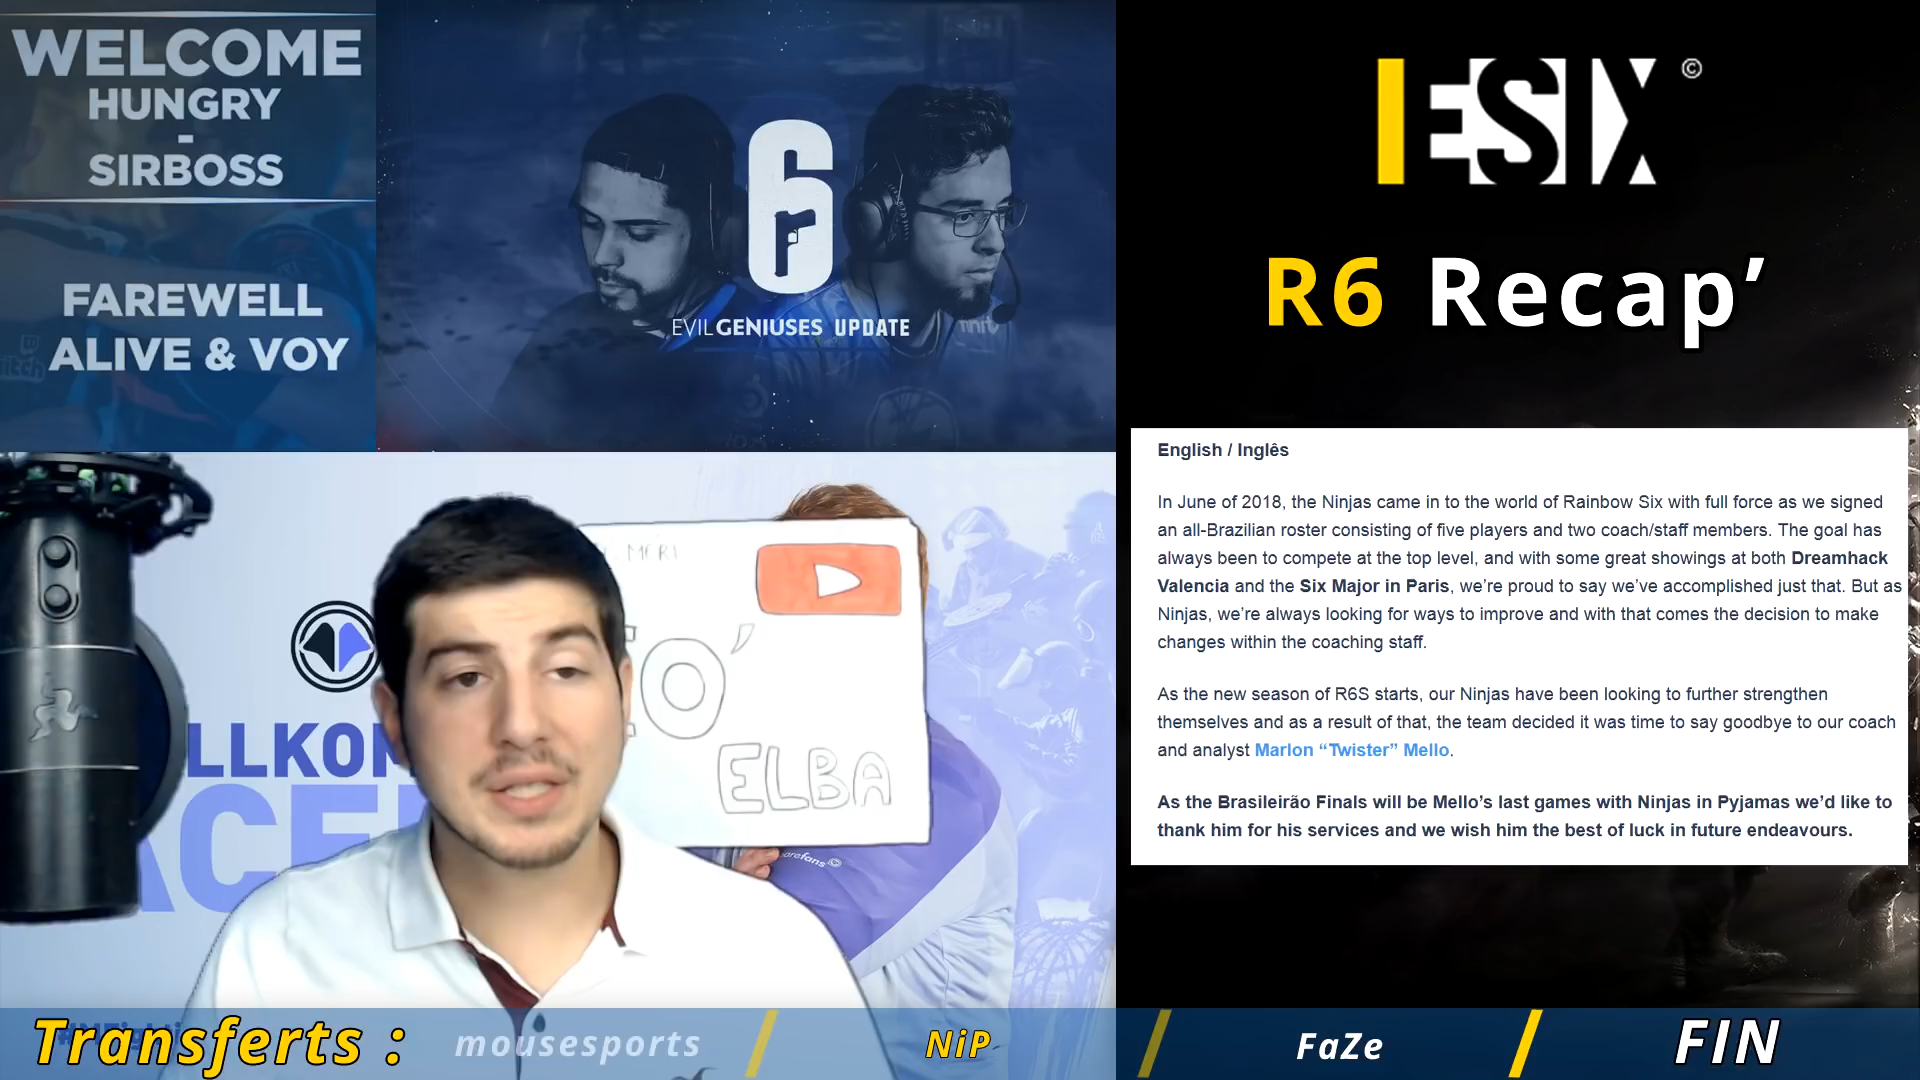 WELCOME
HUNGRY
-
SIRBOSS
FAREWELL
ALIVE & VOY
6
EVIL GENIUSES UPDATE
ESIX ©
R6 Recap’
English / Inglês
In June of 2018, the Ninjas came in to the world of Rainbow Six with full force as we signed
an all-Brazilian roster consisting of five players and two coach/staff members. The goal has
always been to compete at the top level, and with some great showings at both Dreamhack
Valencia and the Six Major in Paris, we’re proud to say we’ve accomplished just that. But as
Ninjas, we’re always looking for ways to improve and with that comes the decision to make
changes within the coaching staff.
As the new season of R6S starts, our Ninjas have been looking to further strengthen
themselves and as a result of that, the team decided it was time to say goodbye to our coach
and analyst Marlon “Twister” Mello.
As the Brasileirão Finals will be Mello’s last games with Ninjas in Pyjamas we’d like to
thank him for his services and we wish him the best of luck in future endeavours.
ELBA
Transferts : mousesports / NiP / FaZe / FIN